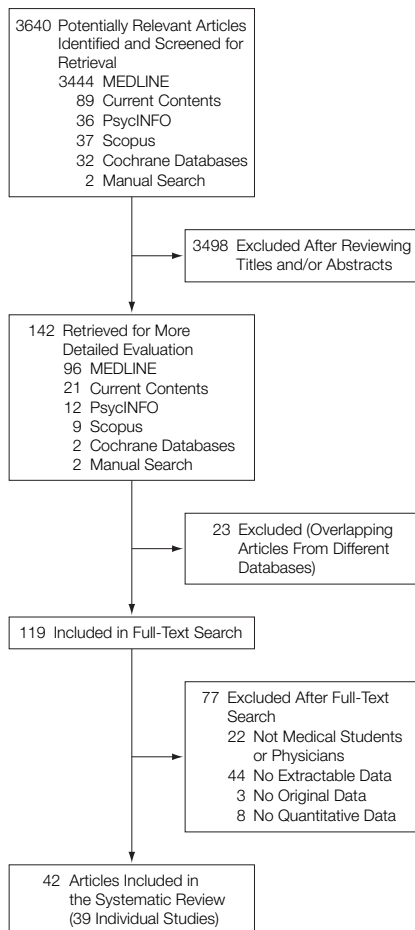 3640 Potentially Relevant Articles
Identified and Screened for
Retrieval
3444 MEDLINE
89 Current Contents
36 PsycINFO
37 Scopus
32 Cochrane Databases
2 Manual Search
3498 Excluded After Reviewing
Titles and/or Abstracts
142 Retrieved for More
Detailed Evaluation
96 MEDLINE
21 Current Contents
12 PsycINFO
9 Scopus
2 Cochrane Databases
2 Manual Search
23 Excluded (Overlapping
Articles From Different
Databases)
119 Included in Full-Text Search
77 Excluded After Full-Text
Search
22 Not Medical Students
or Physicians
44 No Extractable Data
3 No Original Data
8 No Quantitative Data
42 Articles Included in
the Systematic Review
(39 Individual Studies)